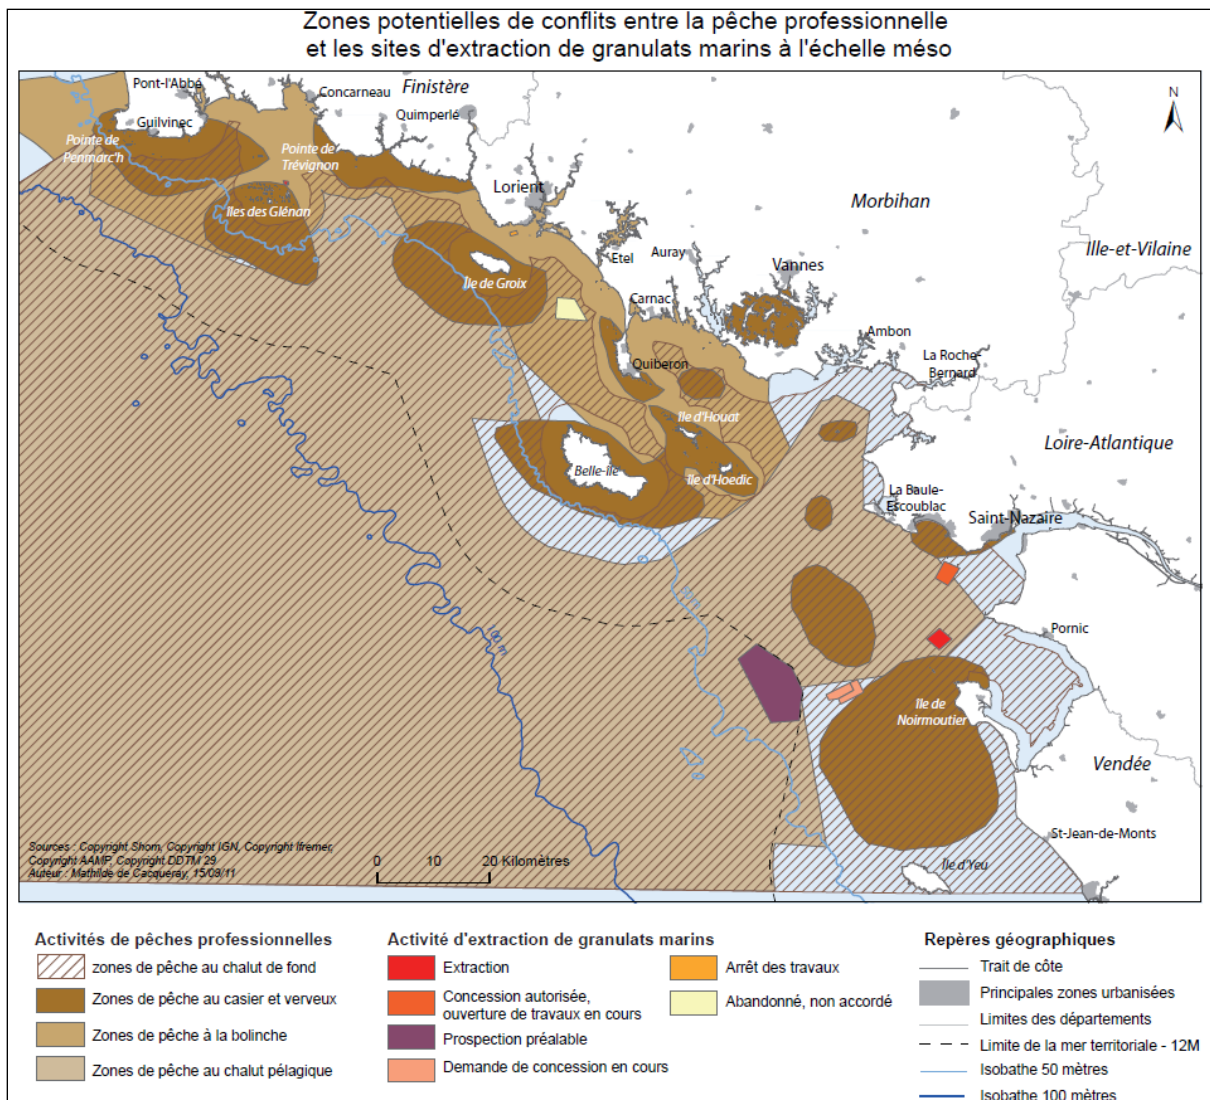 Zones potentielles de conflits entre la pêche professionnelle
et les sites d'extraction de granulats marins à l'échelle méso
Pont-l'Abbé
Finistère
Concarneau
Quimperlé
Guilvinec
Pointe de
Penmarc'h
Pointe de
Trévignon
N
Lorient
Morbihan
Iles des Glénan
Ille-et-Vilaine
Etel
Auray
Vannes
Ile de Groix
Carnac
Ambon
La Roche-
Bernard
Quiberon
Ile d'Houat
Loire-Atlantique
Belle-île
Ile d'Hoedic
La Baule-
Escoublac
Saint-Nazaire
50 m
100 m
Pornic
Ile de
Noirmoutier
Vendée
St-Jean-de-Monts
Ile d'Yeu
Sources : Copyright Shom, Copyright IGN, Copyright Ifremer,
Copyright AAMP, Copyright DDTM 29
Auteur : Mathilde de Cacqueray, 15/09/11
0 10 20 Kilomètres
Activités de pêches professionnelles
zones de pêche au chalut de fond
Zones de pêche au casier et verveux
Zones de pêche à la bolinche
Zones de pêche au chalut pélagique
Activité d'extraction de granulats marins
Extraction
Concession autorisée,
ouverture de travaux en cours
Prospection préalable
Demande de concession en cours
Arrêt des travaux
Abandonné, non accordé
Repères géographiques
Trait de côte
Principales zones urbanisées
Limites des départements
Limite de la mer territoriale - 12M
Isobathe 50 mètres
Isobathe 100 mètres